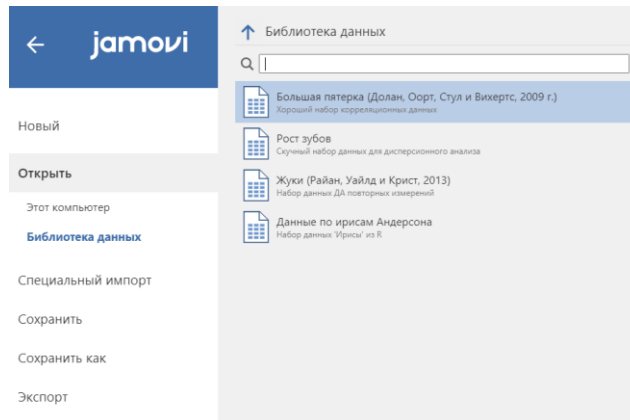 jamovi
Новый
Открыть
Этот компьютер
Библиотека данных
Специальный импорт
Сохранить
Сохранить как
Экспорт
Библиотека данных
Большая пятерка (Долан, Оорт, Стул и Вихертс, 2009 г.)
Хороший набор корреляционных данных
Рост зубов
Скучный набор данных для дисперсионного анализа
Жуки (Райан, Уайлд и Крист, 2013)
Набор данных ДА повторных измерений
Данные по ирисам Андерсона
Набор данных 'Ирисы' из R